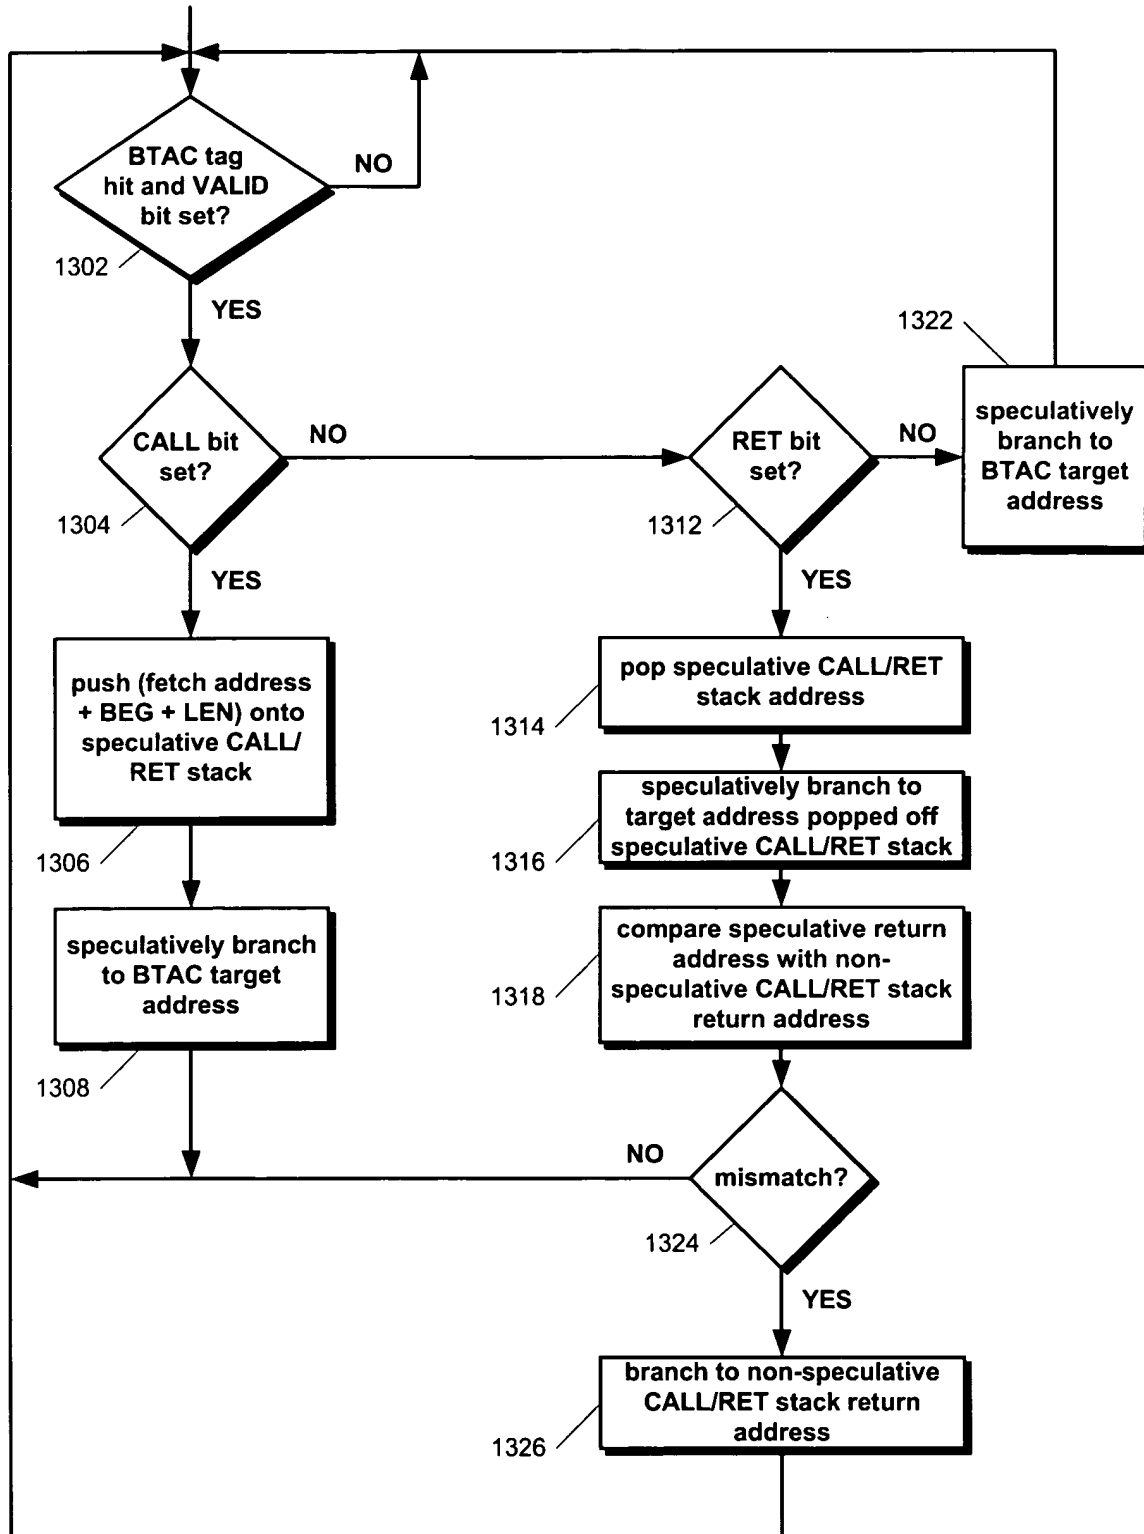 BTAC tag
hit and VALID
bit set?
NO
1302
YES
1322
CALL bit
set?
NO
1304
RET bit
set?
NO
1312
speculatively
branch to
BTAC target
address
YES
YES
push (fetch address
+ BEG + LEN) onto
speculative CALL/
RET stack
1306
pop speculative CALL/RET
stack address
1314
speculatively branch to
target address popped off
speculative CALL/RET stack
1316
speculatively branch
to BTAC target
address
1308
compare speculative return
address with non-
speculative CALL/RET stack
return address
1318
NO
mismatch?
1324
YES
branch to non-speculative
CALL/RET stack return
address
1326